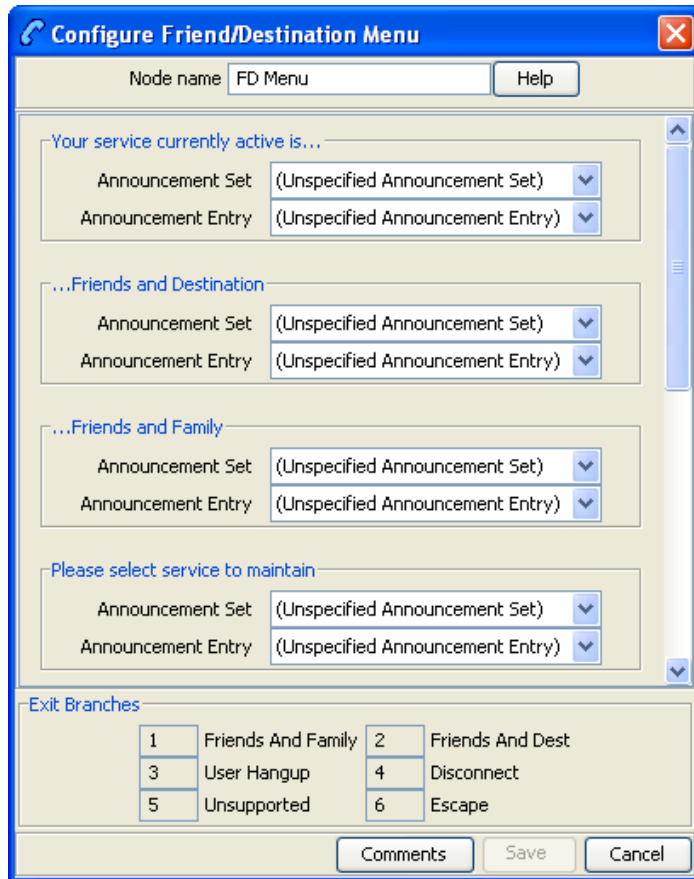 Configure Friend/Destination Menu
Node name FD Menu Help
Your service currently active is...
Announcement Set (Unspecified Announcement Set)
Announcement Entry (Unspecified Announcement Entry)
...Friends and Destination
Announcement Set (Unspecified Announcement Set)
Announcement Entry (Unspecified Announcement Entry)
...Friends and Family
Announcement Set (Unspecified Announcement Set)
Announcement Entry (Unspecified Announcement Entry)
Please select service to maintain
Announcement Set (Unspecified Announcement Set)
Announcement Entry (Unspecified Announcement Entry)
Exit Branches
1 Friends And Family 2 Friends And Dest
3 User Hangup 4 Disconnect
5 Unsupported 6 Escape
Comments Save Cancel